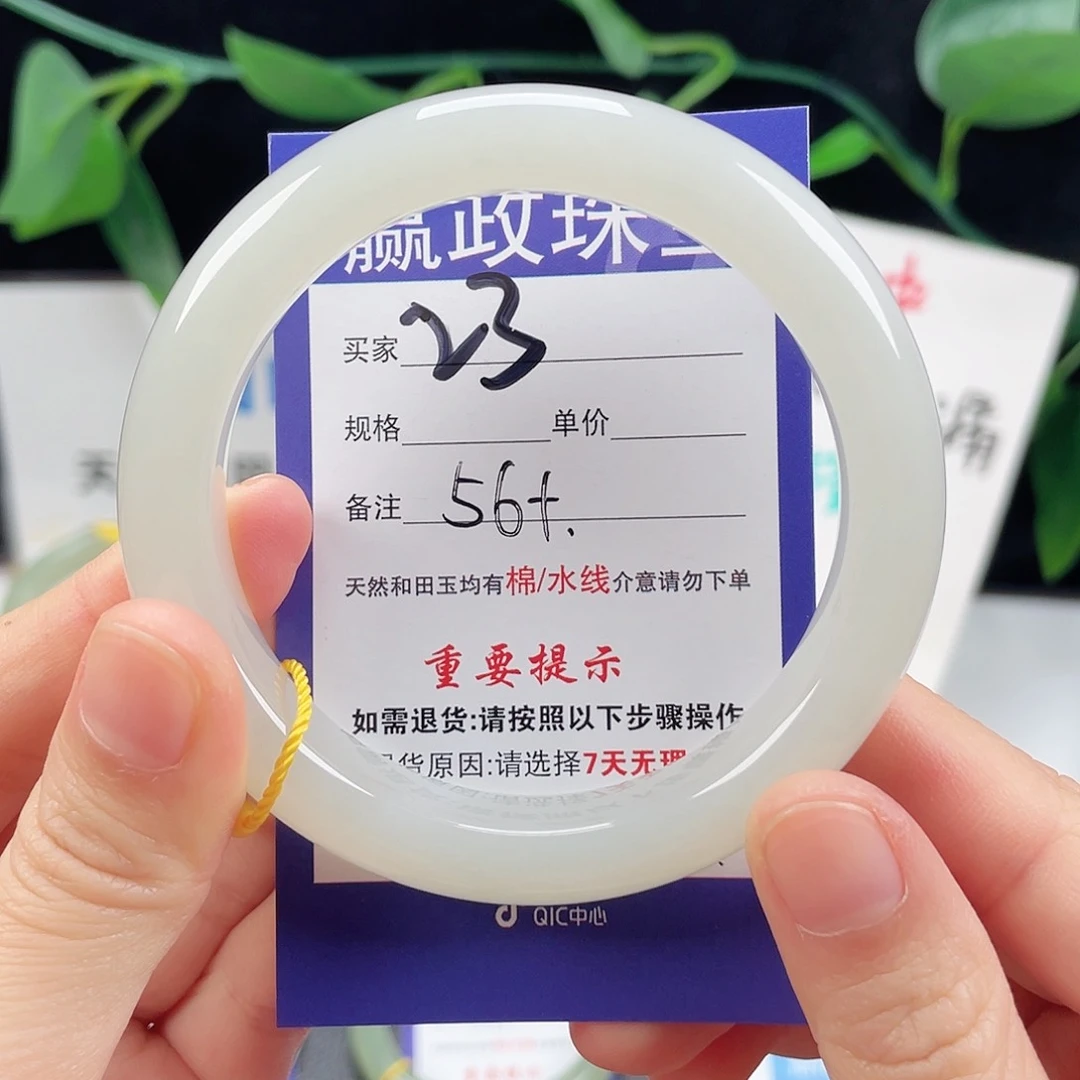 赢政珠
买家 23
规格 单价
备注 56+.
天然和田玉均有棉/水线介意请勿下单
重要提示
如需退货:请按照以下步骤操作
货原因:请选择7天无理
QIC中心